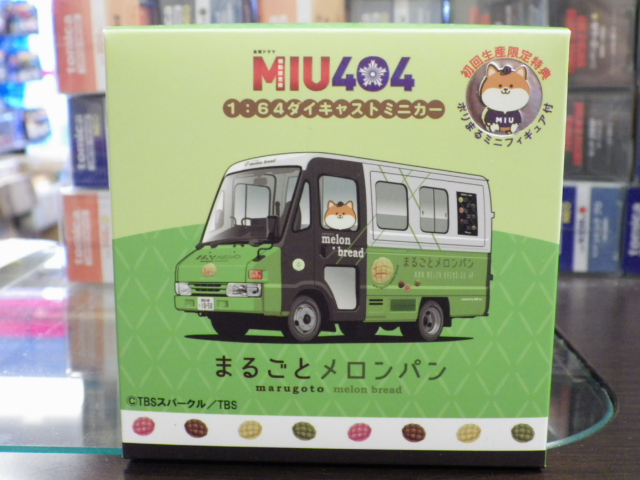 金曜ドラマ
MIU404
1:64ダイキャストミニカー
初回生産限定特典
MIU
ポリまるミニフィギュア付
melon bread
まるごとメロンパン
まるごとメロンパン
marugoto melon bread
©TBSスパークル/TBS
tomica